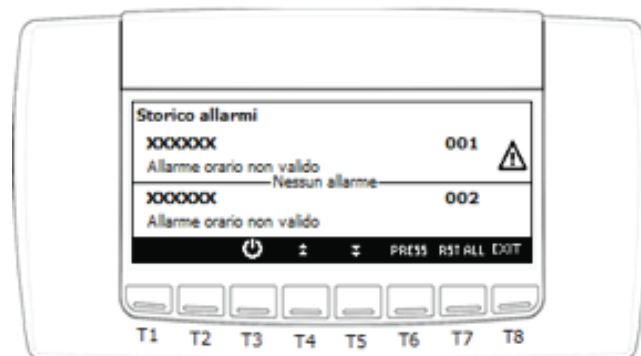 Storico allarmi
XXXXXX 001
Allarme orario non valido
Nessun allarme
XXXXXX 002
Allarme orario non valido
PRESS RST ALL EXIT
T1 T2 T3 T4 T5 T6 T7 T8